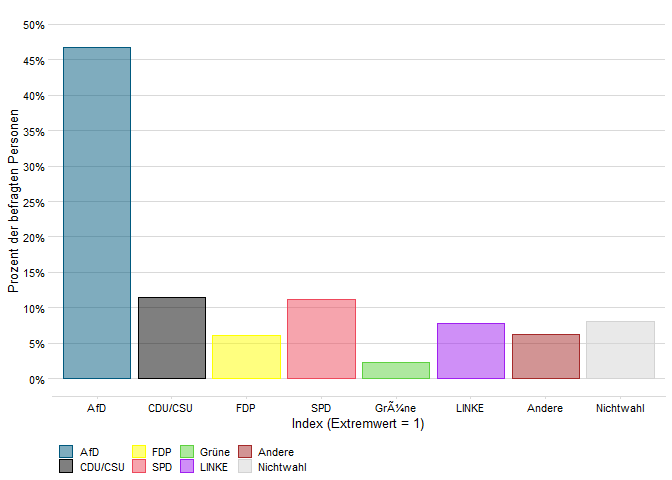 50%
45%
40%
35%
30%
25%
20%
15%
10%
5%
0%
Prozent der befragten Personen
AfD CDU/CSU FDP SPD GrÃ¼ne LINKE Andere Nichtwahl
Index (Extremwert = 1)
AfD FDP Grüne Andere
CDU/CSU SPD LINKE Nichtwahl